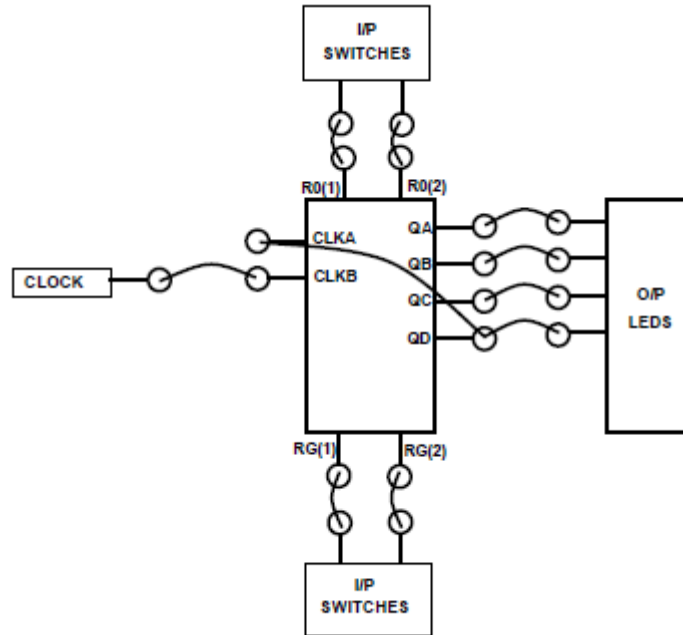 I/P
SWITCHES
R0(1)
R0(2)
CLKA
QA
CLKB
QB
CLOCK
QC
O/P
LEDS
QD
RG(1)
RG(2)
I/P
SWITCHES